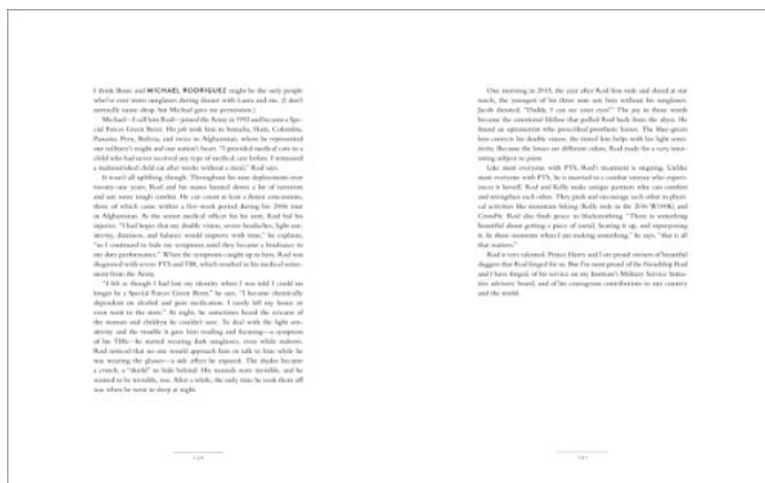 I think Bono and MICHAEL RODRIGUEZ might be the only people
who've ever worn sunglasses during dinner with Laura and me. (I don't
normally name-drop, but Michael gave me permission.)
Michael—I call him Rod—joined the Army in 1992 and became a Spe-
cial Forces Green Beret. His job took him to Somalia, Haiti, Colombia,
Panama, Peru, Bolivia, and twice to Afghanistan, where he represented
our military's might and our nation's heart. "I provided medical care to a
child who had never received any type of medical care before. I witnessed
a malnourished child eat after weeks without a meal," Rod says.
It wasn't all uplifting, though. Throughout his nine deployments over
twenty-one years, Rod and his mates hunted down a lot of terrorists
and saw some tough combat. He can count at least a dozen concussions,
three of which came within a five-week period during his 2006 tour
in Afghanistan. As the senior medical officer for his unit, Rod hid his
injuries. "I had hopes that my double vision, severe headaches, light sen-
sitivity, dizziness, and balance would improve with time," he explains,
"so I continued to hide my symptoms until they became a hindrance to
my duty performance." When the symptoms caught up to him, Rod was
diagnosed with severe PTS and TBI, which resulted in his medical retire-
ment from the Army.
"I felt as though I had lost my identity when I was told I could no
longer be a Special Forces Green Beret," he says. "I became chemically
dependent on alcohol and pain medication. I rarely left my house or
even went to the store." At night, he sometimes heard the screams of
the women and children he couldn't save. To deal with the light sen-
sitivity and the trouble it gave him reading and focusing—a symptom
of his TBIs—he started wearing dark sunglasses, even while indoors.
Rod noticed that no one would approach him or talk to him while he
was wearing the glasses—a side effect he enjoyed. The shades became
a crutch, a "shield" to hide behind. His wounds were invisible, and he
wanted to be invisible, too. After a while, the only time he took them off
was when he went to sleep at night.
One morning in 2015, the year after Rod first rode and dined at our
ranch, the youngest of his three sons saw him without his sunglasses.
Jacob shouted, "Daddy, I can see your eyes!" The joy in those words
became the emotional lifeline that pulled Rod back from the abyss. He
found an optometrist who prescribed prosthetic lenses. The blue-green
lens corrects his double vision; the tinted lens helps with his light sensi-
tivity. Because the lenses are different colors, Rod made for a very inter-
esting subject to paint.
Like most everyone with PTS, Rod's treatment is ongoing. Unlike
most everyone with PTS, he is married to a combat veteran who experi-
ences it herself. Rod and Kelly make unique partners who can comfort
and strengthen each other. They push and encourage each other in physi-
cal activities like mountain biking (Kelly rode in the 2016 W100K) and
CrossFit. Rod also finds peace in blacksmithing. "There is something
beautiful about getting a piece of metal, heating it up, and repurposing
it. In those moments when I am making something," he says, "that is all
that matters."
Rod is very talented. Prince Harry and I are proud owners of beautiful
daggers that Rod forged for us. But I'm most proud of the friendship Rod
and I have forged, of his service on my Institute's Military Service Initia-
tive advisory board, and of his courageous contributions to our country
and the world.